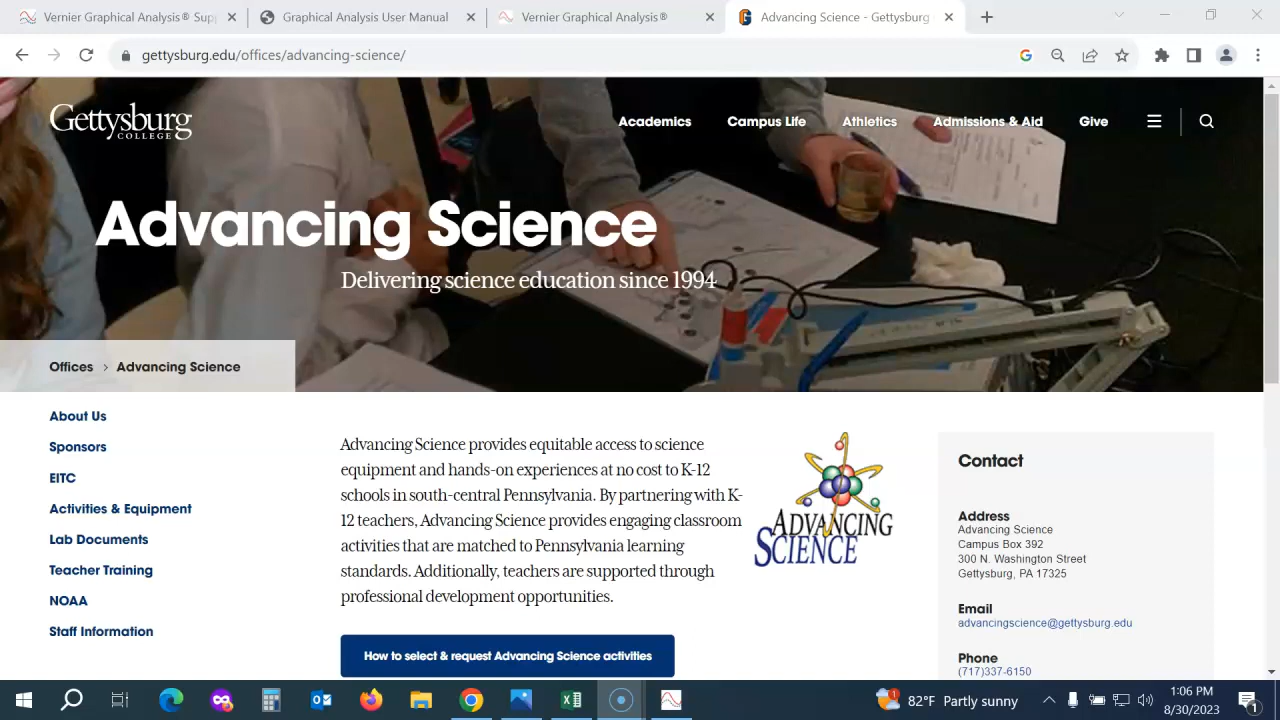 Vernier Graphical Analysis® Sup
Graphical Analysis User Manual
Vernier Graphical Analysis®
Advancing Science - Gettysburg
gettysburg.edu/offices/advancing-science/
Gettysburg
COLLEGE
Academics
Campus Life
Athletics
Admissions & Aid
Give
Advancing Science
Delivering science education since 1994
Offices > Advancing Science
About Us
Sponsors
EITC
Activities & Equipment
Lab Documents
Teacher Training
NOAA
Staff Information
Advancing Science provides equitable access to science
equipment and hands-on experiences at no cost to K-12
schools in south-central Pennsylvania. By partnering with K-
12 teachers, Advancing Science provides engaging classroom
activities that are matched to Pennsylvania learning
standards. Additionally, teachers are supported through
professional development opportunities.
How to select & request Advancing Science activities
ADVANCING
SCIENCE
Contact
Address
Advancing Science
Campus Box 392
300 N. Washington Street
Gettysburg, PA 17325
Email
advancingscience@gettysburg.edu
Phone
(717)337-6150
1
82°F Partly sunny
1:06 PM
8/30/2023
1